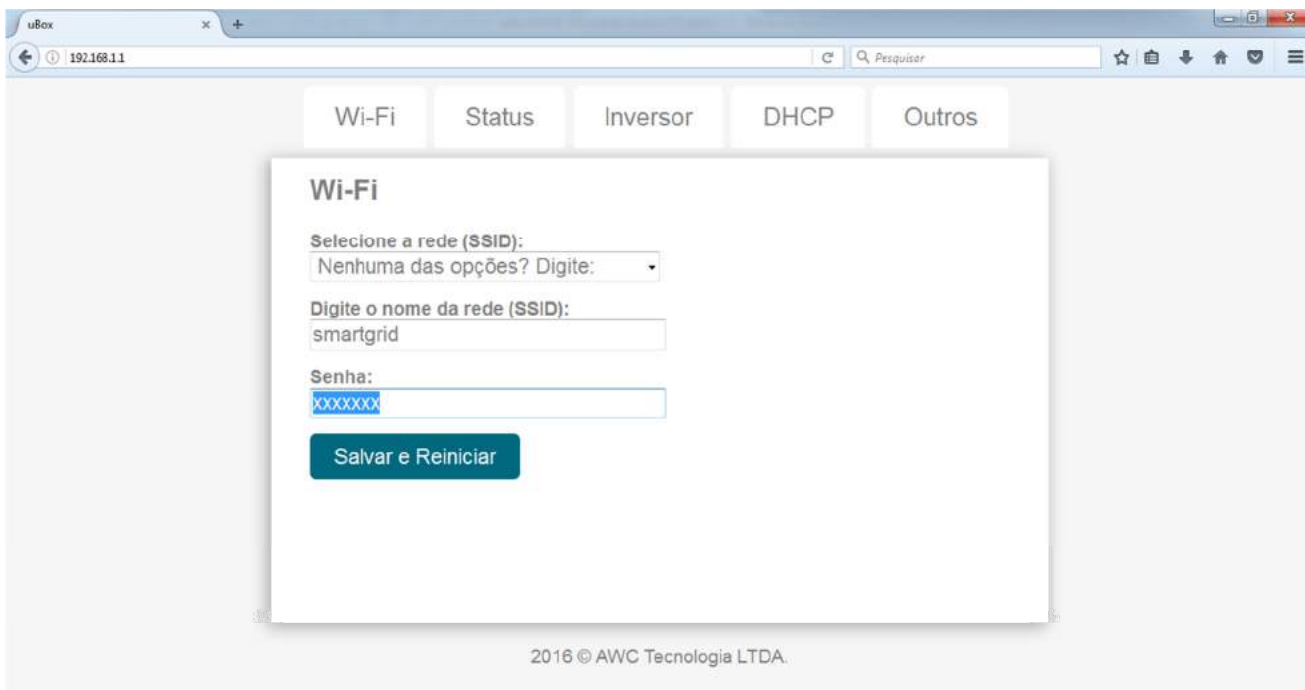 uBox
192.168.1.1
Pesquisar
Wi-Fi Status Inversor DHCP Outros
Wi-Fi
Selecione a rede (SSID):
Nenhuma das opções? Digite:
Digite o nome da rede (SSID):
smartgrid
Senha:
xxxxxxx
Salvar e Reiniciar
2016 © AWC Tecnologia LTDA.